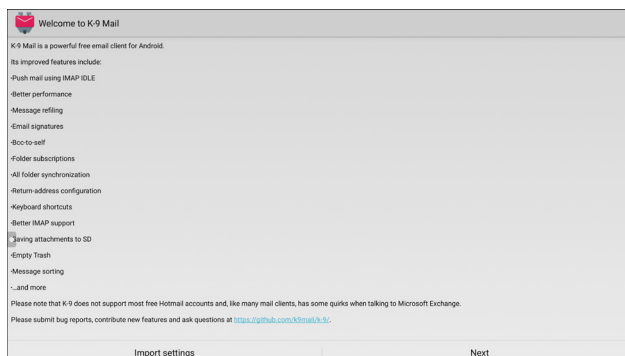 Welcome to K-9 Mail
K-9 Mail is a powerful free email client for Android.
Its improved features include:
·Push mail using IMAP IDLE
·Better performance
·Message refiling
·Email signatures
·Bcc-to-self
·Folder subscriptions
·All folder synchronization
·Return-address configuration
·Keyboard shortcuts
·Better IMAP support
Saving attachments to SD
·Empty Trash
·Message sorting
·...and more
Please note that K-9 does not support most free Hotmail accounts and, like many mail clients, has some quirks when talking to Microsoft Exchange.
Please submit bug reports, contribute new features and ask questions at https://github.com/k9mail/k-9/.
Import settings
Next